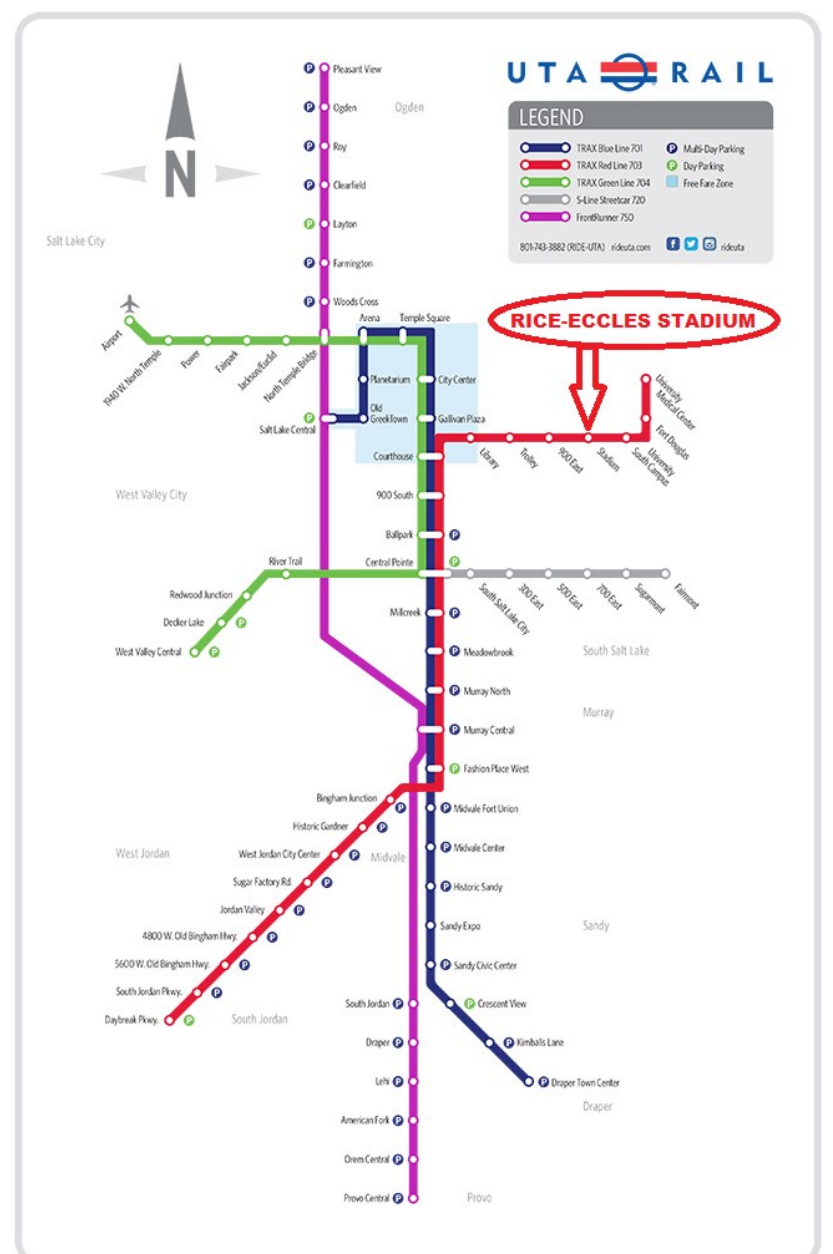 UTA RAIL
LEGEND
TRAX Blue Line 701
TRAX Red Line 703
TRAX Green Line 704
S-Line Streetcar 720
FrontRunner 750
P Multi-Day Parking
P Day Parking
Free Fare Zone
801-743-3882 (RIDE-UTA) rideuta.com rideuta
N
P Pleasant View
P Ogden
Ogden
P Roy
P Clearfield
P Layton
Salt Lake City
P Farmington
P Woods Cross
Arena
Temple Square
RICE-ECCLES STADIUM
Airport
1940 W. North Temple
Power
Fairpark
Jackson/Euclid
North Temple Bridge
Planetarium
City Center
Old
GreekTown
Gallivan Plaza
P
Salt Lake Central
Courthouse
Library
Trolley
900 East
Stadium
University
South Campus
Fort Douglas
University
Medical Center
West Valley City
900 South
Ballpark P
Central Pointe P
River Trail
Redwood Junction
Decker Lake P
West Valley Central P
South Salt Lake City
300 East
500 East
700 East
Sugarmont
Fairmont
Millcreek P
P Meadowbrook
South Salt Lake
P Murray North
Murray
P Murray Central
P Fashion Place West
Bingham Junction
P
P Midvale Fort Union
Historic Gardner P
West Jordan
West Jordan City Center P
Midvale
P Midvale Center
Sugar Factory Rd. P
P Historic Sandy
Jordan Valley P
Sandy Expo
Sandy
4800 W. Old Bingham Hwy. P
5600 W. Old Bingham Hwy. P
P Sandy Civic Center
South Jordan Pkwy. P
South Jordan P
P Crescent View
Daybreak Pkwy. P
South Jordan
Draper P
P Kimballs Lane
Lehi P
P Draper Town Center
Draper
American Fork P
Orem Central P
Provo Central P
Provo